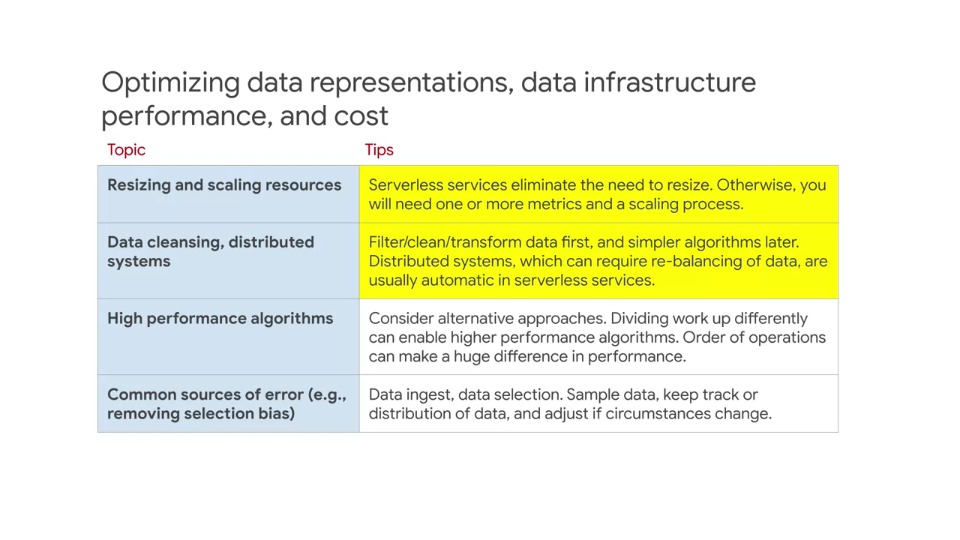 Optimizing data representations, data infrastructure
performance, and cost
Topic
Tips
Resizing and scaling resources
Serverless services eliminate the need to resize. Otherwise, you
will need one or more metrics and a scaling process.
Data cleansing, distributed
systems
Filter/clean/transform data first, and simpler algorithms later.
Distributed systems, which can require re-balancing of data, are
usually automatic in serverless services.
High performance algorithms
Consider alternative approaches. Dividing work up differently
can enable higher performance algorithms. Order of operations
can make a huge difference in performance.
Common sources of error (e.g.,
removing selection bias)
Data ingest, data selection. Sample data, keep track or
distribution of data, and adjust if circumstances change.